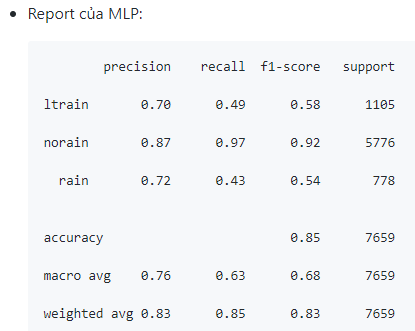 Report của MLP:
precision recall f1-score support
ltrain 0.70 0.49 0.58 1105
norain 0.87 0.97 0.92 5776
rain 0.72 0.43 0.54 778
accuracy 0.85 7659
macro avg 0.76 0.63 0.68 7659
weighted avg 0.83 0.85 0.83 7659